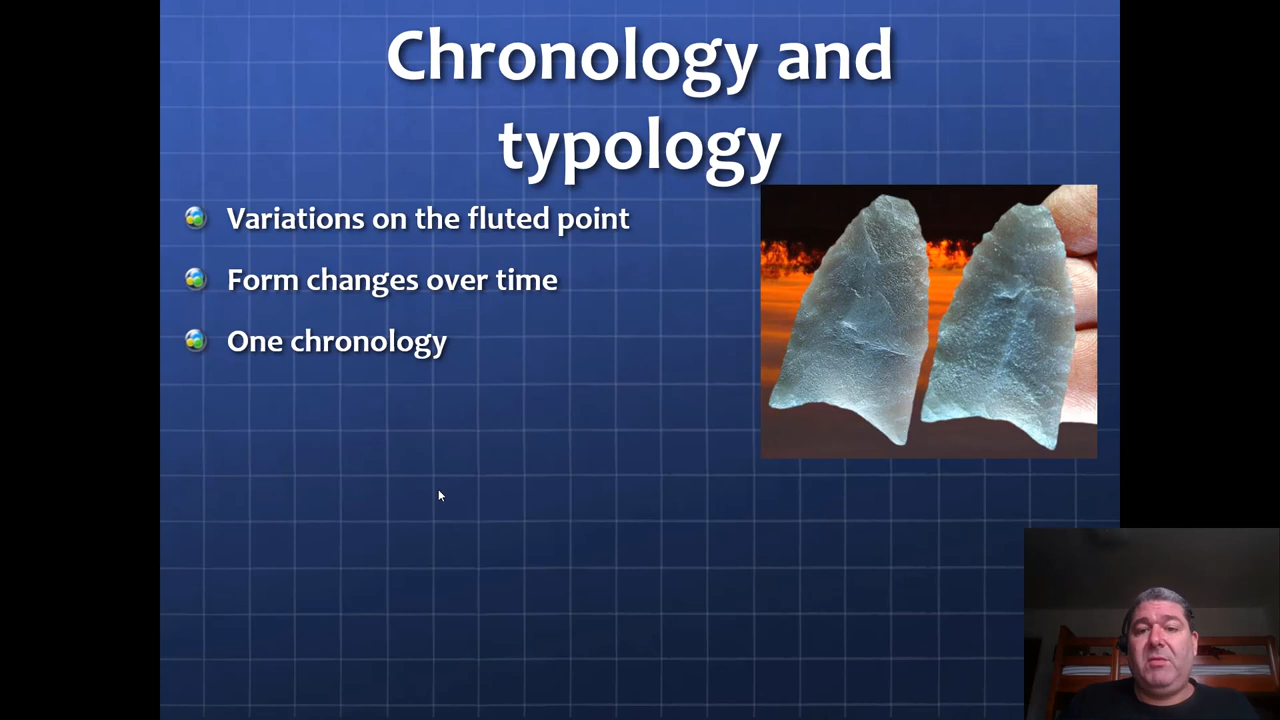 Chronology and
typology
Variations on the fluted point
Form changes over time
One chronology